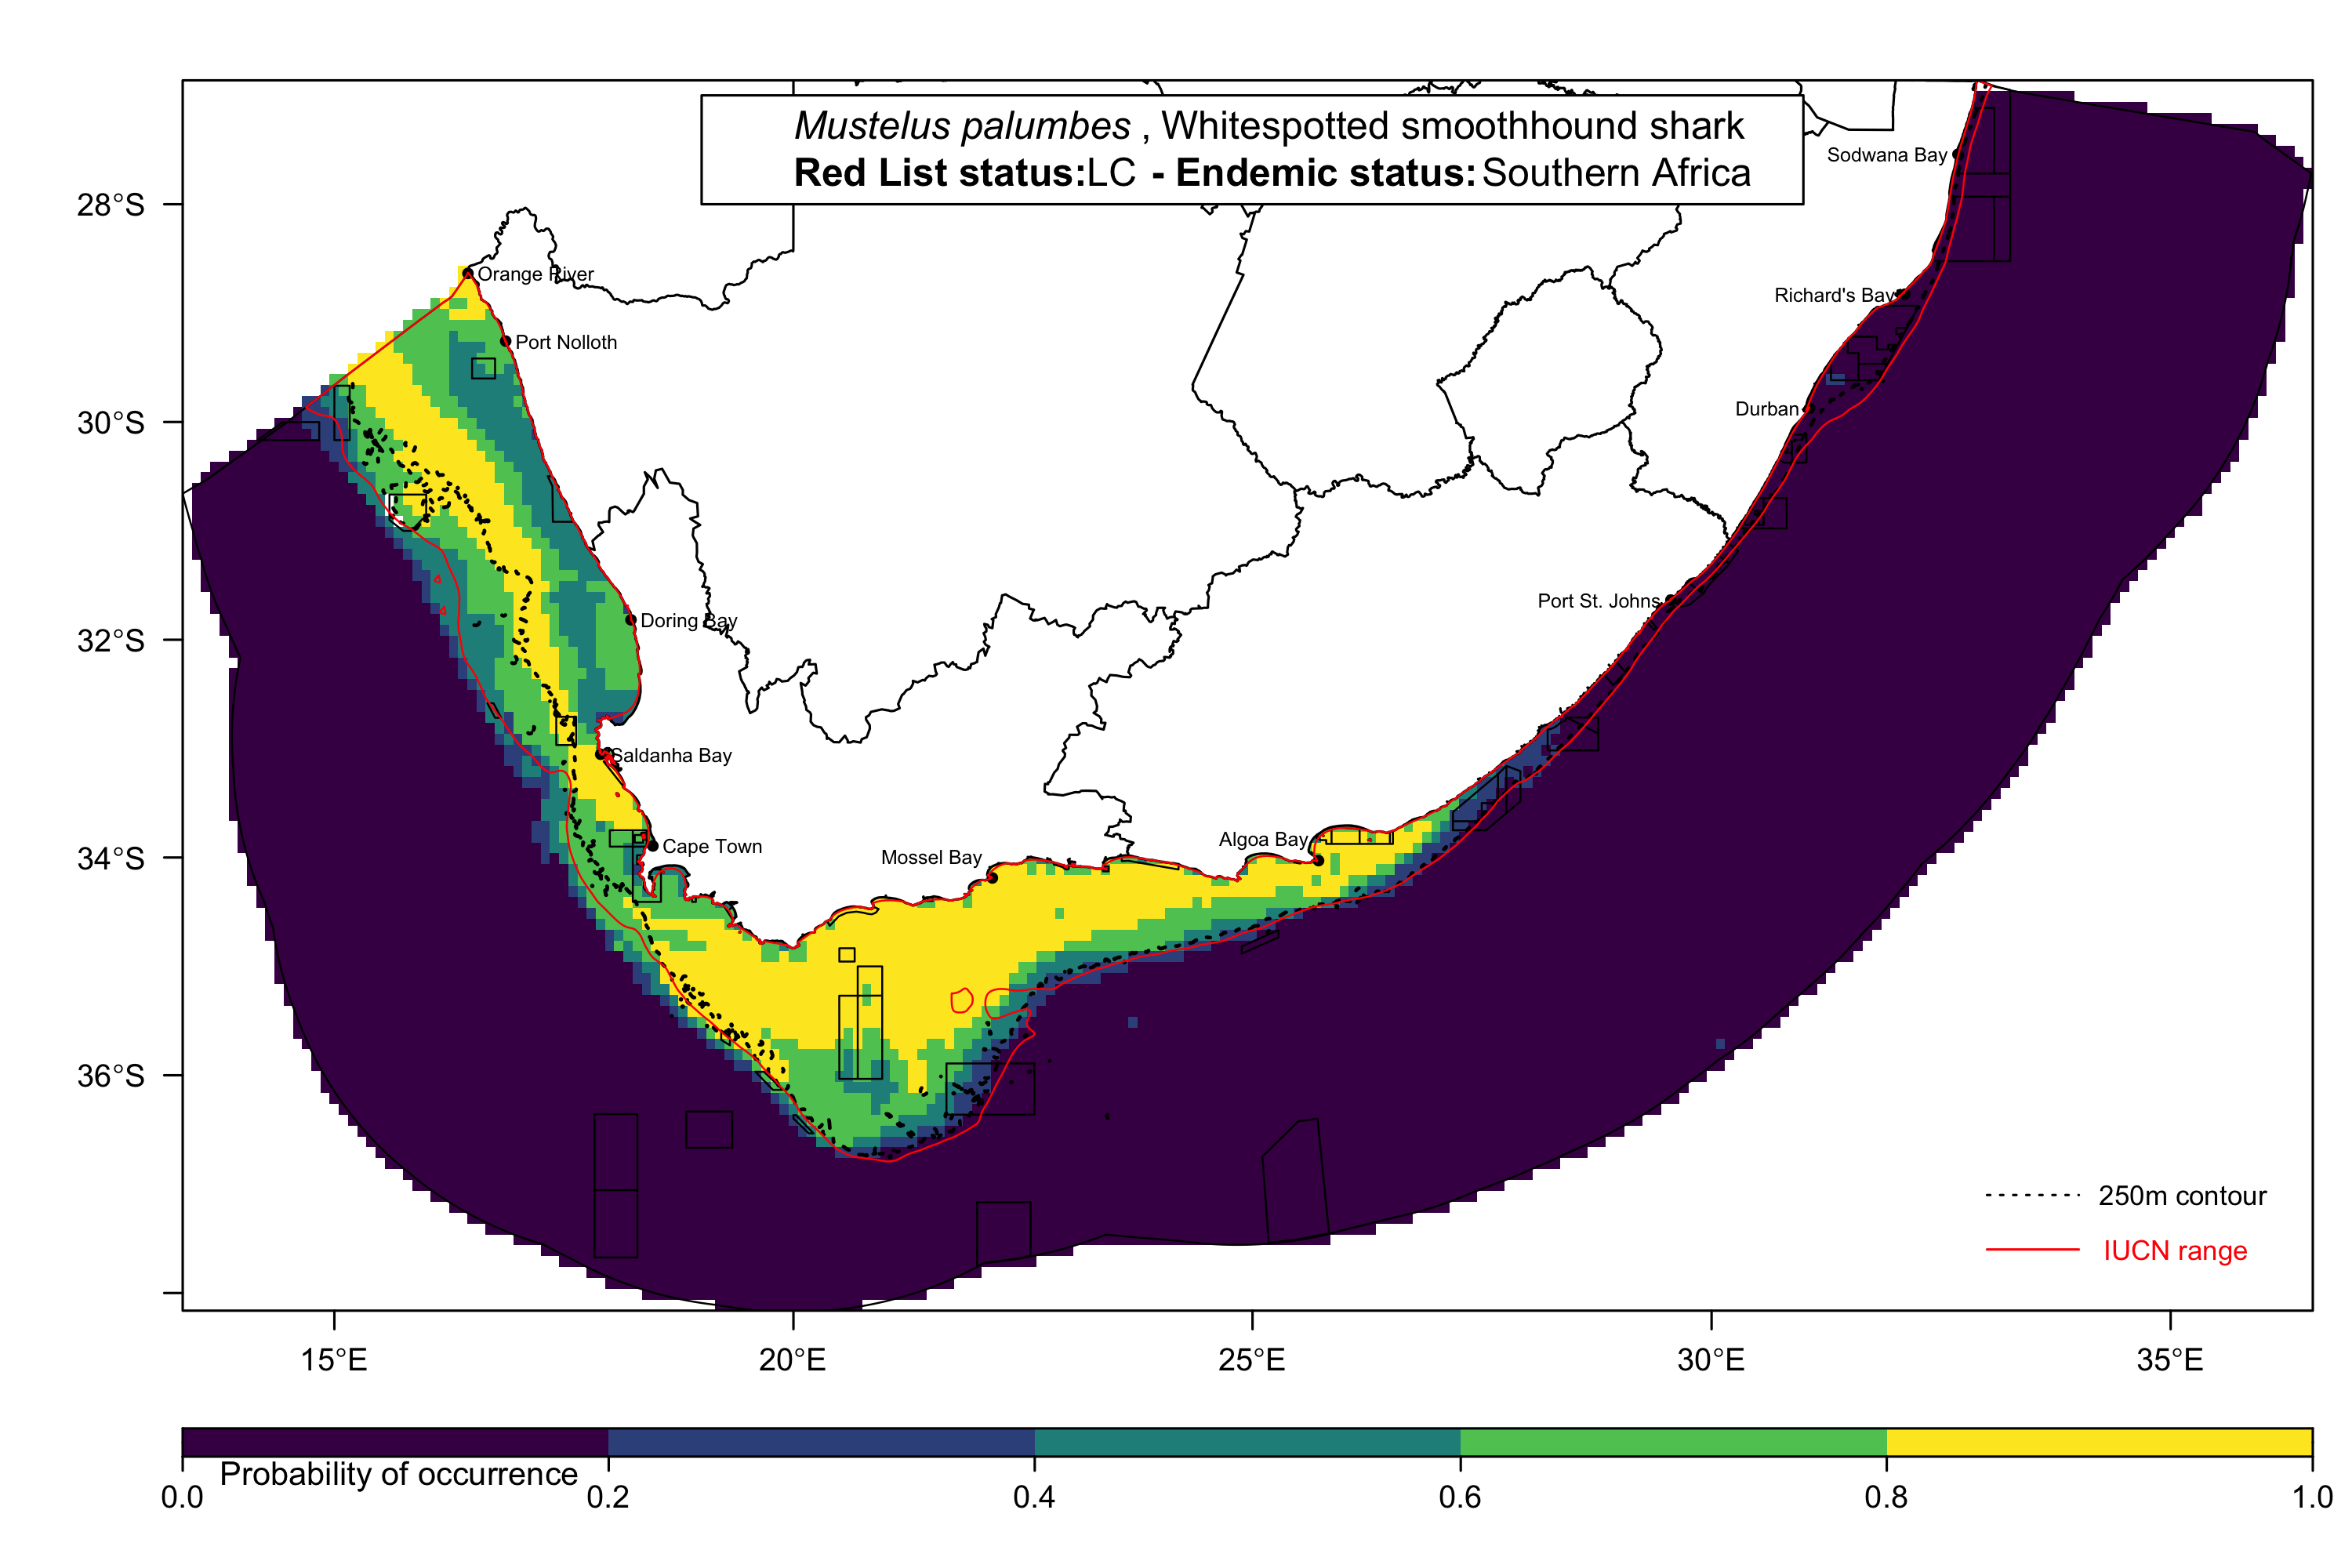 Mustelus palumbes , Whitespotted smoothhound shark
Red List status:LC - Endemic status:Southern Africa
Sodwana Bay
28°S
Orange River
Richard's Bay
Port Nolloth
Durban
30°S
Port St. Johns
Doring Bay
32°S
Saldanha Bay
Algoa Bay
Cape Town
Mossel Bay
34°S
36°S
250m contour
IUCN range
15°E 20°E 25°E 30°E 35°E
Probability of occurrence
0.0 0.2 0.4 0.6 0.8 1.0